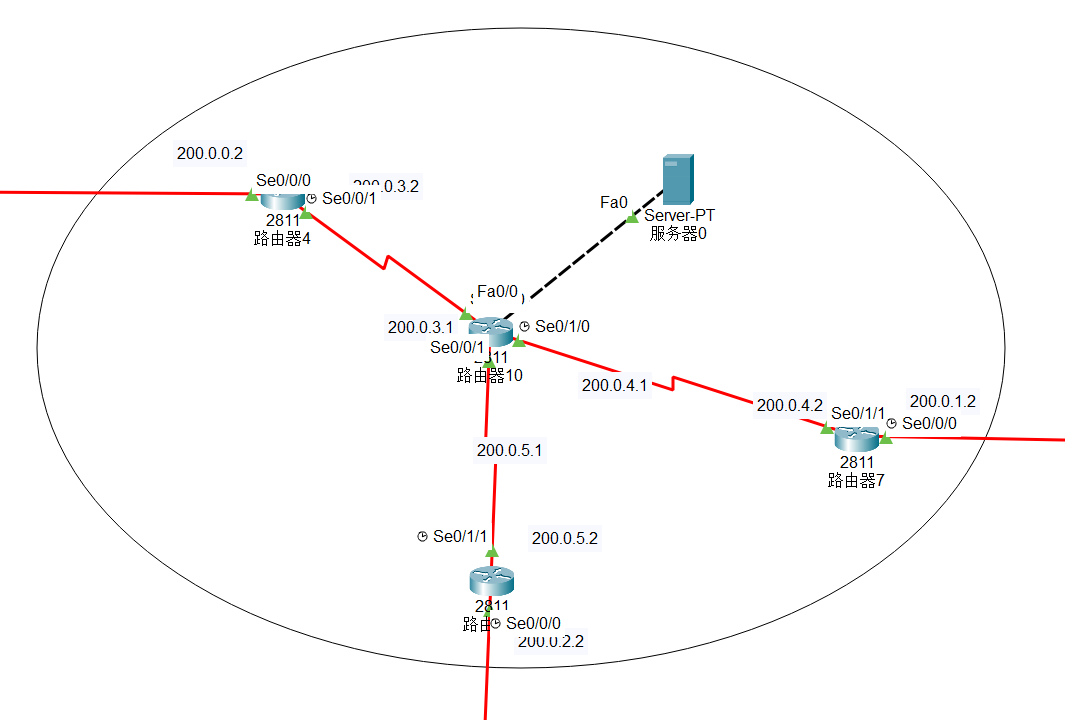 200.0.0.2
Se0/0/0
Se0/0/1
2811
路由器4
Fa0
Server-PT
服务器0
Fa0/0
200.0.3.1
Se0/1/0
Se0/0/1
路由器10
200.0.4.1
200.0.4.2
200.0.1.2
Se0/1/1
Se0/0/0
2811
路由器7
200.0.5.1
Se0/1/1
200.0.5.2
2811
路由
Se0/0/0
200.0.2.2